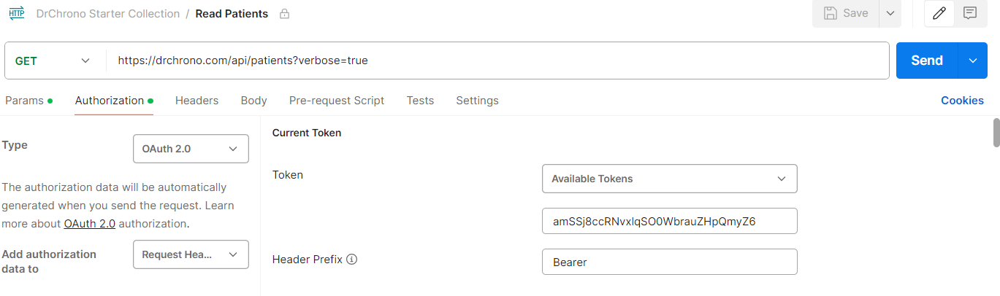 HTTP DrChrono Starter Collection / Read Patients
Save
GET https://drchrono.com/api/patients?verbose=true Send
Params Authorization Headers Body Pre-request Script Tests Settings Cookies
Current Token
Type OAuth 2.0
Token Available Tokens
The authorization data will be automatically
generated when you send the request. Learn
more about OAuth 2.0 authorization.
amSSj8ccRNvxlqSO0WbrauZHpQmyZ6
Add authorization
data to
Request Hea...
Header Prefix Bearer